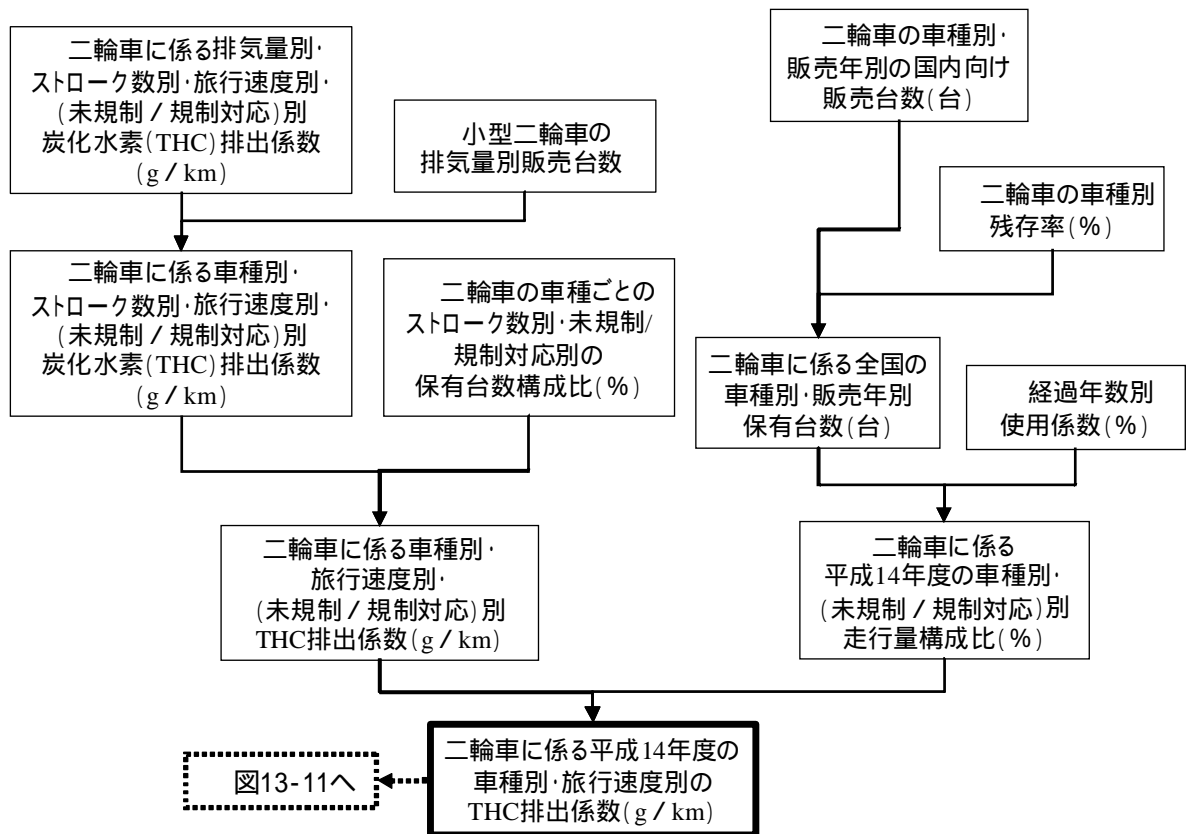 二輪車に係る排気量別・
ストローク数別・旅行速度別・
(未規制/規制対応)別
炭化水素(THC)排出係数
(g/km)
小型二輪車の
排気量別販売台数
二輪車の車種別・
販売年別の国内向け
販売台数(台)
二輪車の車種別
残存率(%)
二輪車に係る車種別・
ストローク数別・旅行速度別・
(未規制/規制対応)別
炭化水素(THC)排出係数
(g/km)
二輪車の車種ごとの
ストローク数別・未規制/
規制対応別の
保有台数構成比(%)
二輪車に係る全国の
車種別・販売年別
保有台数(台)
経過年数別
使用係数(%)
二輪車に係る車種別・
旅行速度別・
(未規制/規制対応)別
THC排出係数(g/km)
二輪車に係る
平成14年度の車種別・
(未規制/規制対応)別
走行量構成比(%)
二輪車に係る平成14年度の
車種別・旅行速度別の
THC排出係数(g/km)
図13-11へ